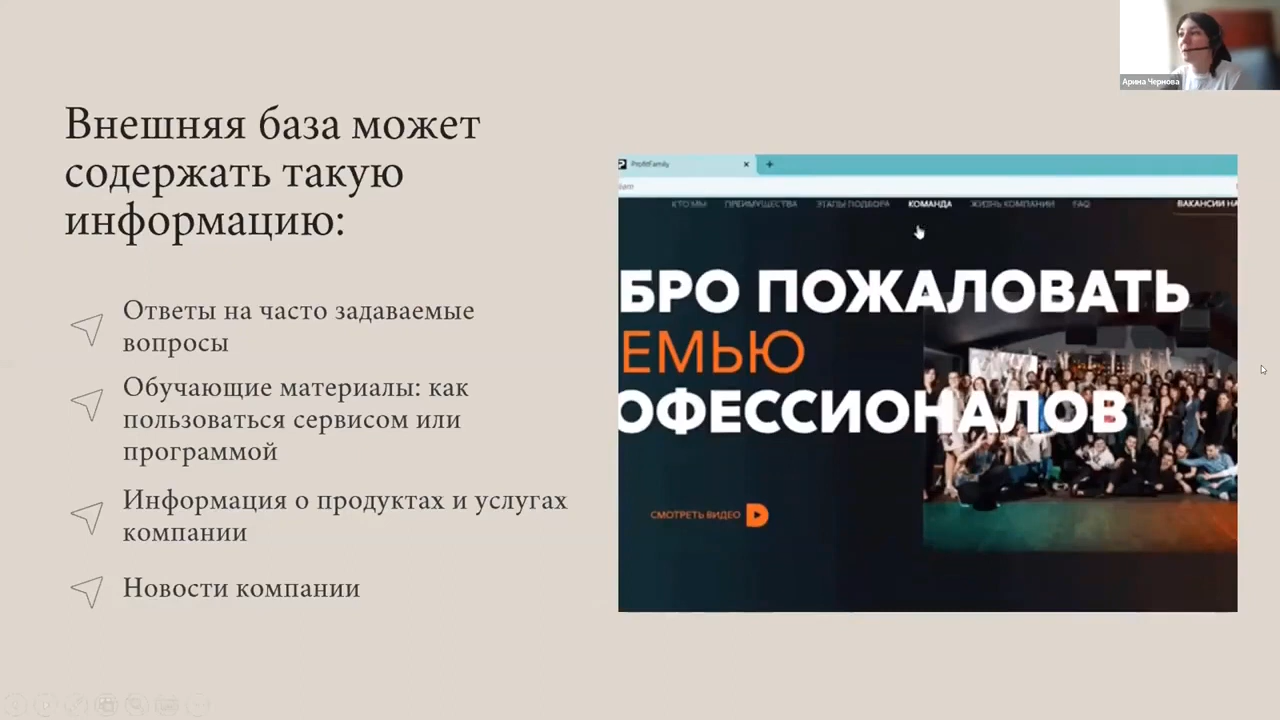 Арина Чернова
Внешняя база может
содержать такую
информацию:
Ответы на часто задаваемые
вопросы
Обучающие материалы: как
пользоваться сервисом или
программой
Информация о продуктах и услугах
компании
Новости компании
ProfitFamily
КТО МЫ ПРЕИМУЩЕСТВА ЭТАПЫ ПОДБОРА КОМАНДА ЖИЗНЬ КОМПАНИИ FAQ ВАКАНСИИ НА
БРО ПОЖАЛОВАТЬ
ЕМЬЮ
ОФЕССИОНАЛОВ
СМОТРЕТЬ ВИДЕО